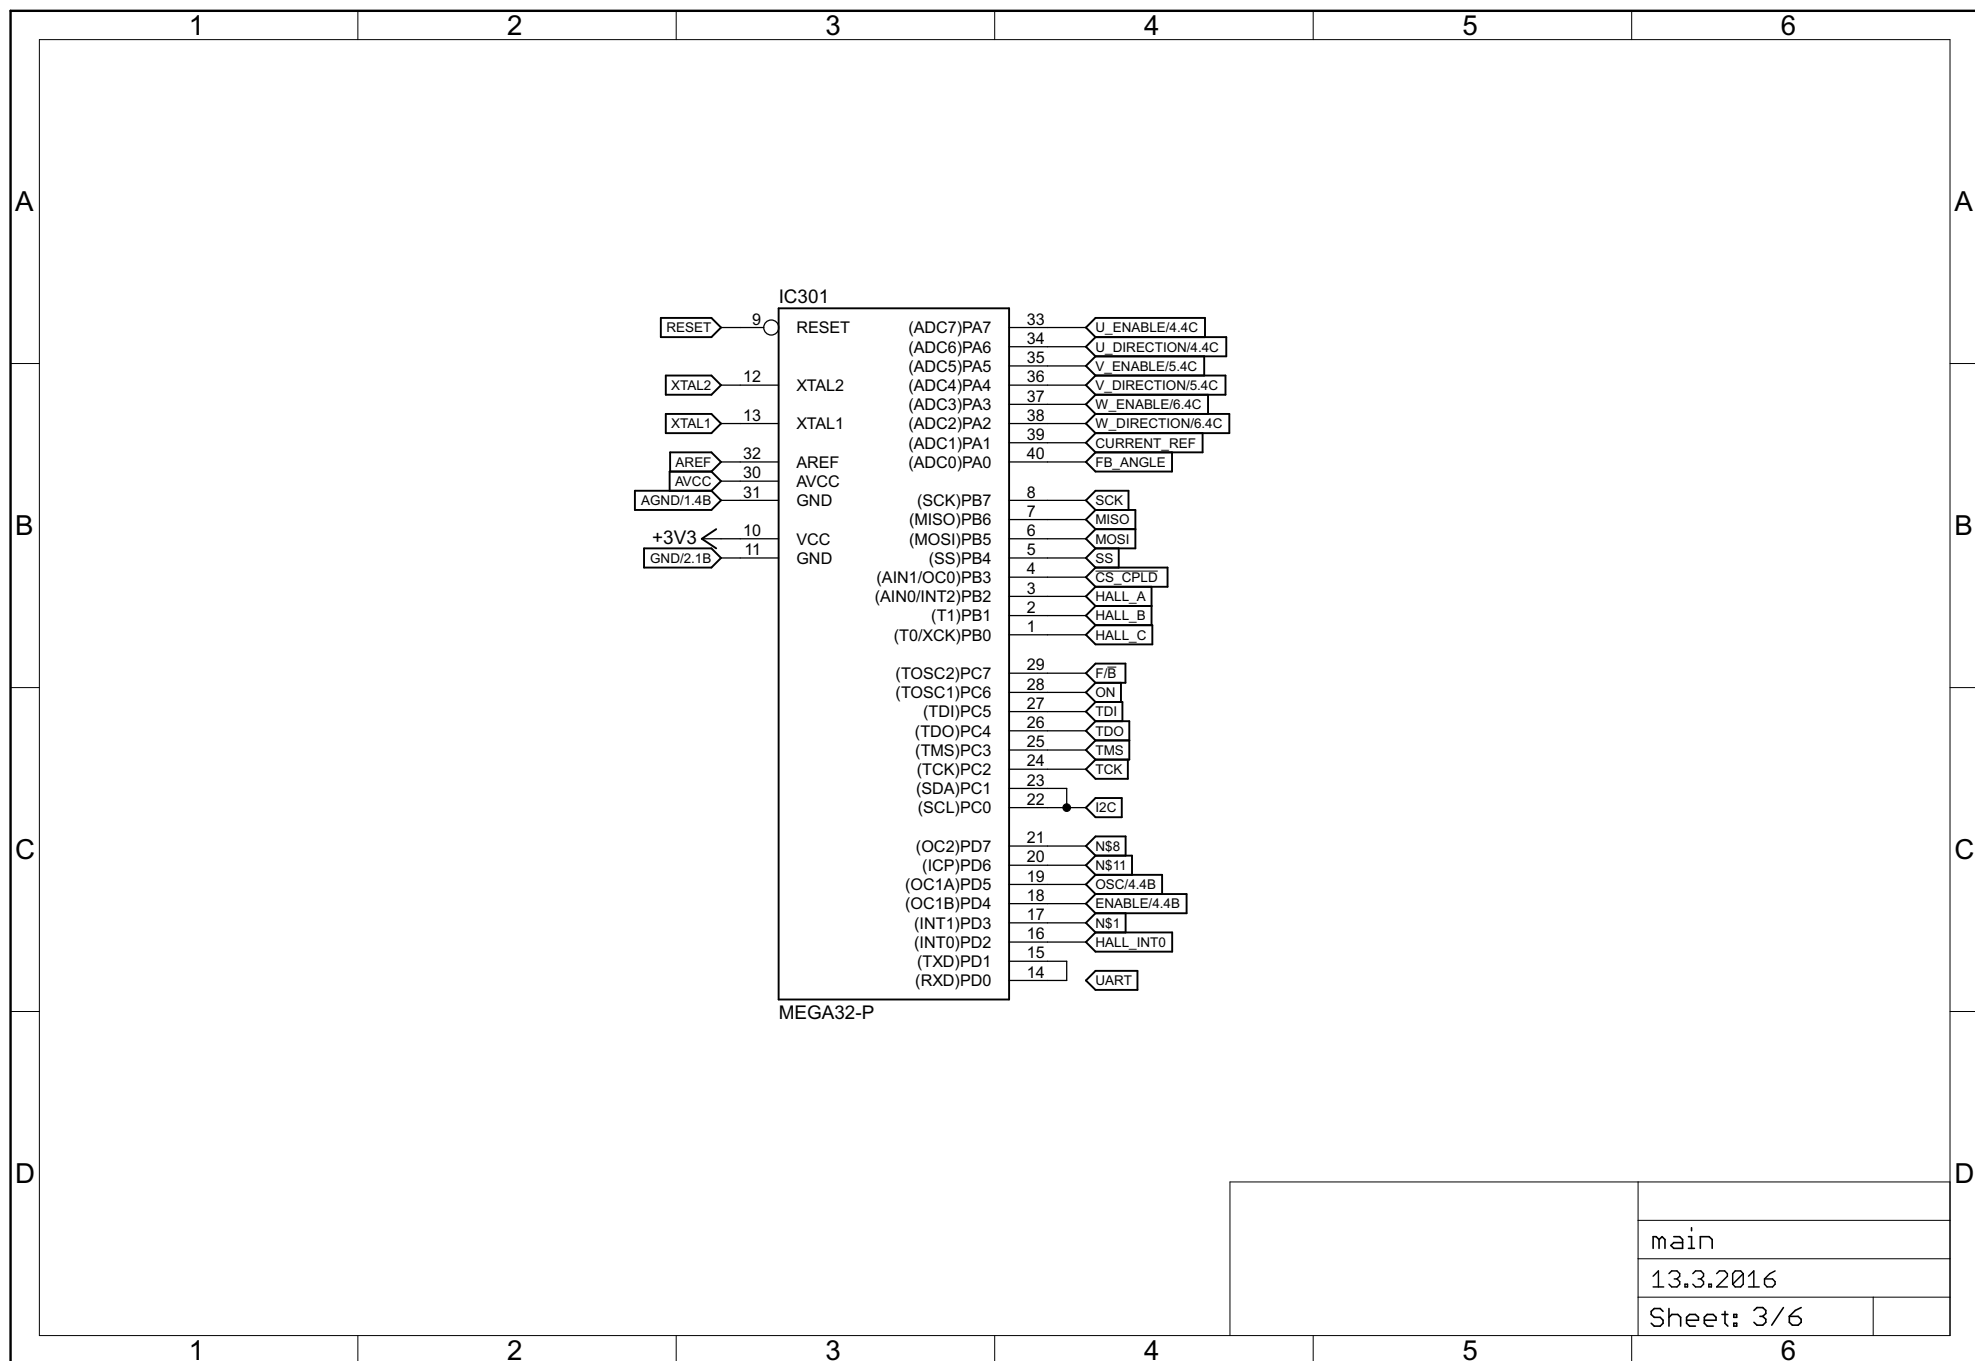 1 2 3 4 5 6
A A
IC301
RESET 9 RESET (ADC7)PA7 33 U_ENABLE/4.4C
(ADC6)PA6 34 U_DIRECTION/4.4C
(ADC5)PA5 35 V_ENABLE/5.4C
XTAL2 12 XTAL2 (ADC4)PA4 36 V_DIRECTION/5.4C
(ADC3)PA3 37 W_ENABLE/6.4C
XTAL1 13 XTAL1 (ADC2)PA2 38 W_DIRECTION/6.4C
(ADC1)PA1 39 CURRENT_REF
AREF 32 AREF (ADC0)PA0 40 FB_ANGLE
AVCC 30 AVCC
AGND/1.4B 31 GND (SCK)PB7 8 SCK
(MISO)PB6 7 MISO
B B
+3V3 10 VCC (MOSI)PB5 6 MOSI
GND/2.1B 11 GND (SS)PB4 5 SS
(AIN1/OC0)PB3 4 C̅S̅_̅C̅P̅L̅D̅
(AIN0/INT2)PB2 3 HALL_A
(T1)PB1 2 HALL_B
(T0/XCK)PB0 1 HALL_C
(TOSC2)PC7 29 F/B̅
(TOSC1)PC6 28 ON
(TDI)PC5 27 TDI
(TDO)PC4 26 TDO
(TMS)PC3 25 TMS
(TCK)PC2 24 TCK
(SDA)PC1 23
(SCL)PC0 22 I2C
C C
(OC2)PD7 21 N$8
(ICP)PD6 20 N$11
(OC1A)PD5 19 OSC/4.4B
(OC1B)PD4 18 ENABLE/4.4B
(INT1)PD3 17 N$1
(INT0)PD2 16 HALL_INT0
(TXD)PD1 15
(RXD)PD0 14 UART
MEGA32-P
D D
main
13.3.2016
Sheet: 3/6
1 2 3 4 5 6